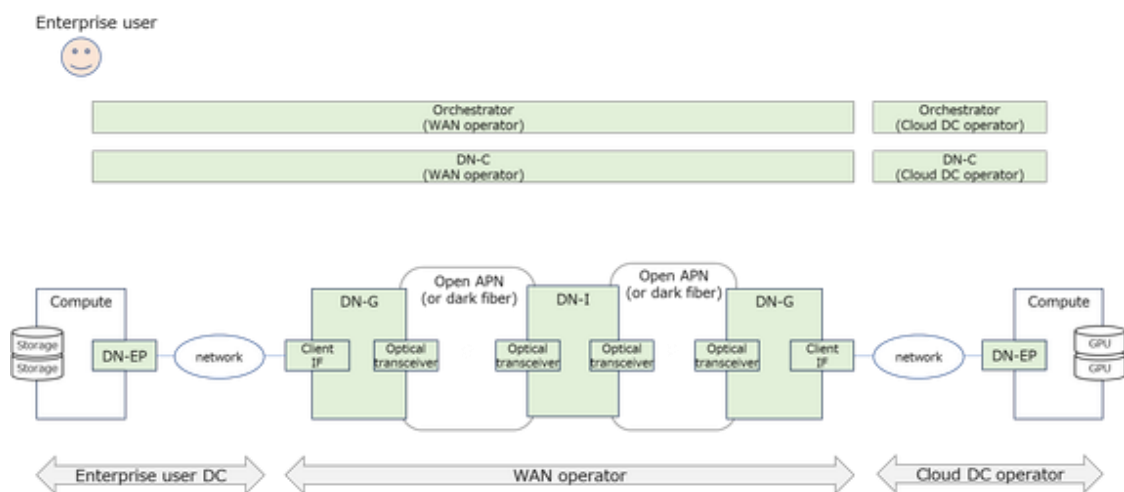 Enterprise user
Orchestrator
(WAN operator)
Orchestrator
(Cloud DC operator)
DN-C
(WAN operator)
DN-C
(Cloud DC operator)
Compute
Storage
Storage
DN-EP
network
DN-G
Client
IF
Optical
transceiver
Open APN
(or dark fiber)
DN-I
Optical
transceiver
Optical
transceiver
Open APN
(or dark fiber)
DN-G
Optical
transceiver
Client
IF
network
Compute
DN-EP
GPU
GPU
Enterprise user DC
WAN operator
Cloud DC operator